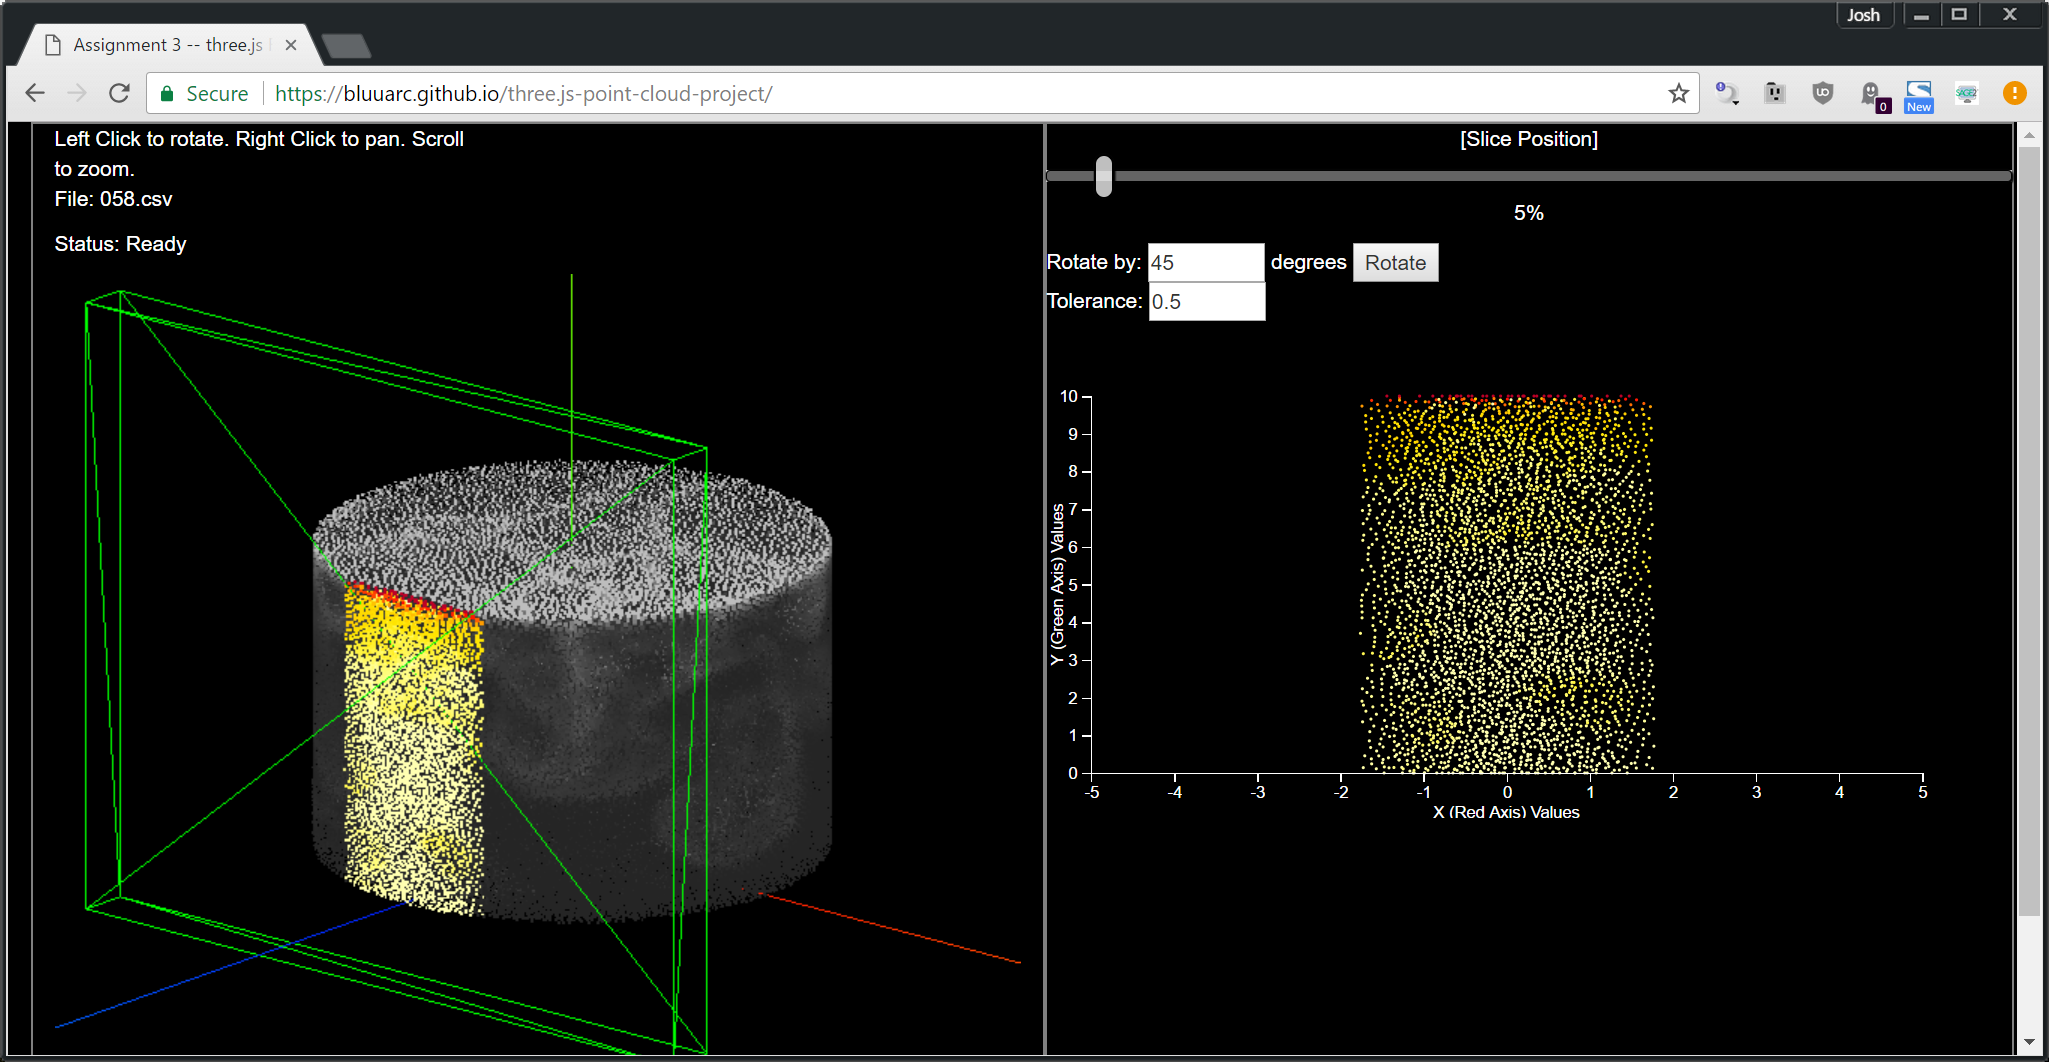 Josh
Assignment 3 -- three.js
Secure
https://bluuarc.github.io/three.js-point-cloud-project/
0
New
SAGE2
Left Click to rotate. Right Click to pan. Scroll
to zoom.
File: 058.csv
Status: Ready
[Slice Position]
5%
Rotate by: 45 degrees Rotate
Tolerance: 0.5
10
9
8
7
6
5
4
3
2
1
0
Y (Green Axis) Values
-5 -4 -3 -2 -1 0 1 2 3 4 5
X (Red Axis) Values